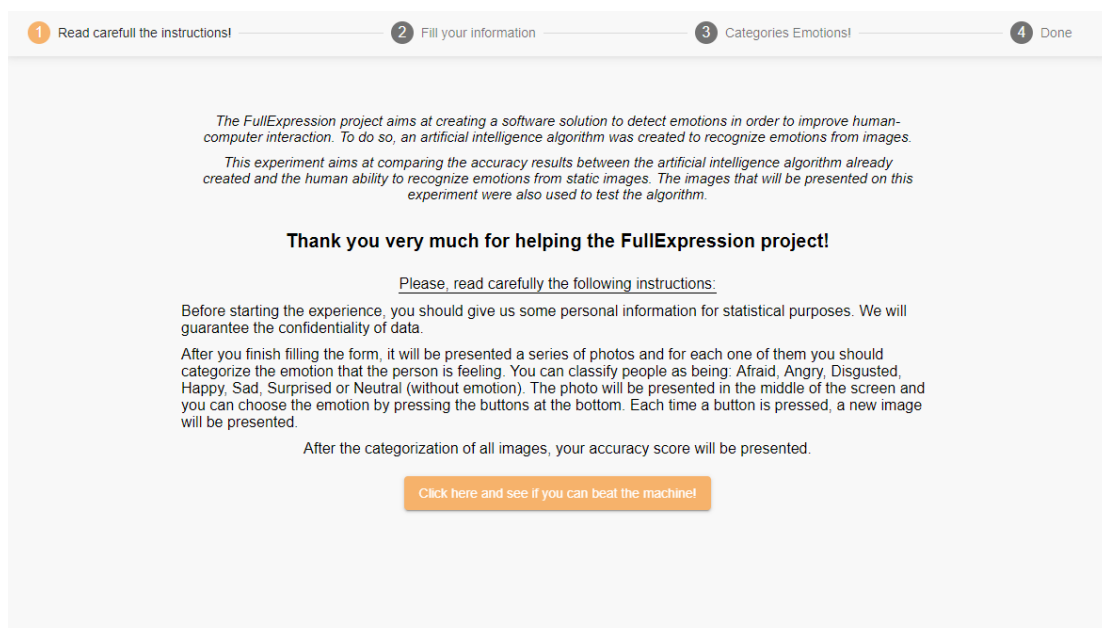 1 Read carefull the instructions! 2 Fill your information 3 Categories Emotions! 4 Done
The FullExpression project aims at creating a software solution to detect emotions in order to improve human-
computer interaction. To do so, an artificial intelligence algorithm was created to recognize emotions from images.
This experiment aims at comparing the accuracy results between the artificial intelligence algorithm already
created and the human ability to recognize emotions from static images. The images that will be presented on this
experiment were also used to test the algorithm.
Thank you very much for helping the FullExpression project!
Please, read carefully the following instructions:
Before starting the experience, you should give us some personal information for statistical purposes. We will
guarantee the confidentiality of data.
After you finish filling the form, it will be presented a series of photos and for each one of them you should
categorize the emotion that the person is feeling. You can classify people as being: Afraid, Angry, Disgusted,
Happy, Sad, Surprised or Neutral (without emotion). The photo will be presented in the middle of the screen and
you can choose the emotion by pressing the buttons at the bottom. Each time a button is pressed, a new image
will be presented.
After the categorization of all images, your accuracy score will be presented.
Click here and see if you can beat the machine!